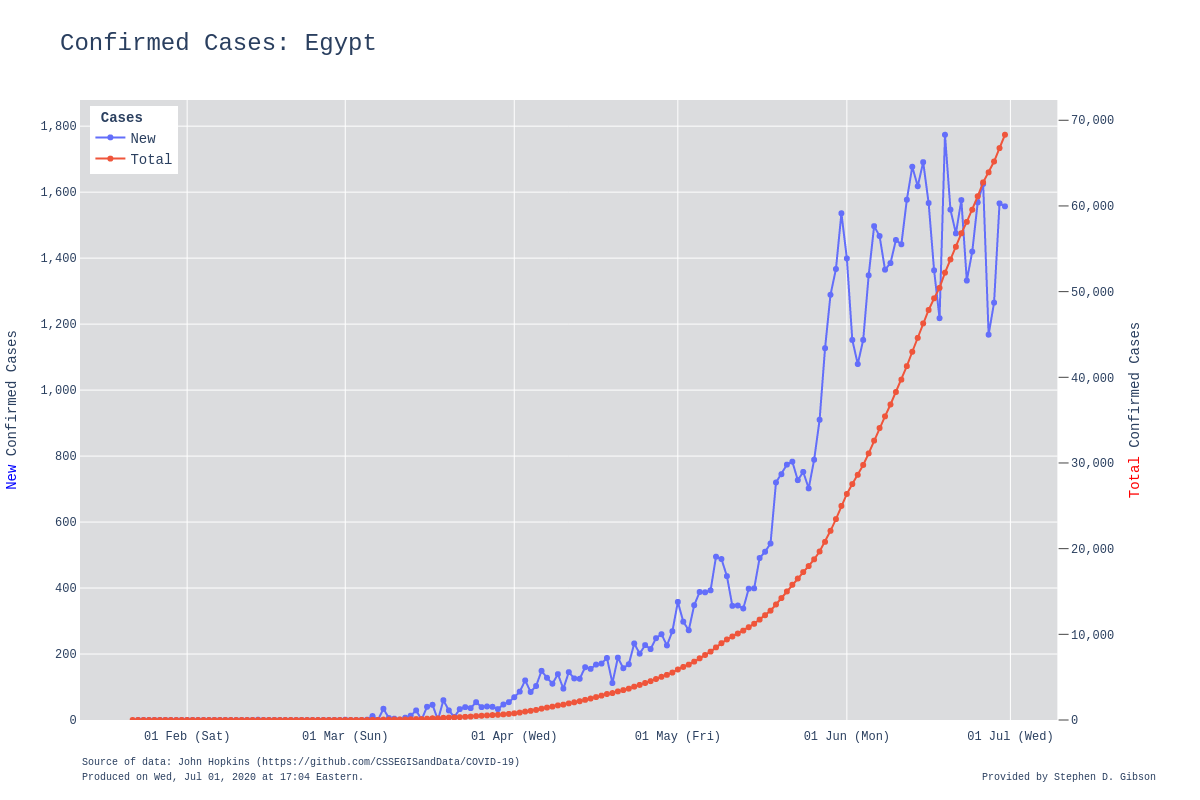 Confirmed Cases: Egypt
Cases
New
Total
1,800
1,600
1,400
1,200
1,000
800
600
400
200
0
New Confirmed Cases
70,000
60,000
50,000
40,000
30,000
20,000
10,000
0
Total Confirmed Cases
01 Feb (Sat)
01 Mar (Sun)
01 Apr (Wed)
01 May (Fri)
01 Jun (Mon)
01 Jul (Wed)
Source of data: John Hopkins (https://github.com/CSSEGISandData/COVID-19)
Produced on Wed, Jul 01, 2020 at 17:04 Eastern.
Provided by Stephen D. Gibson